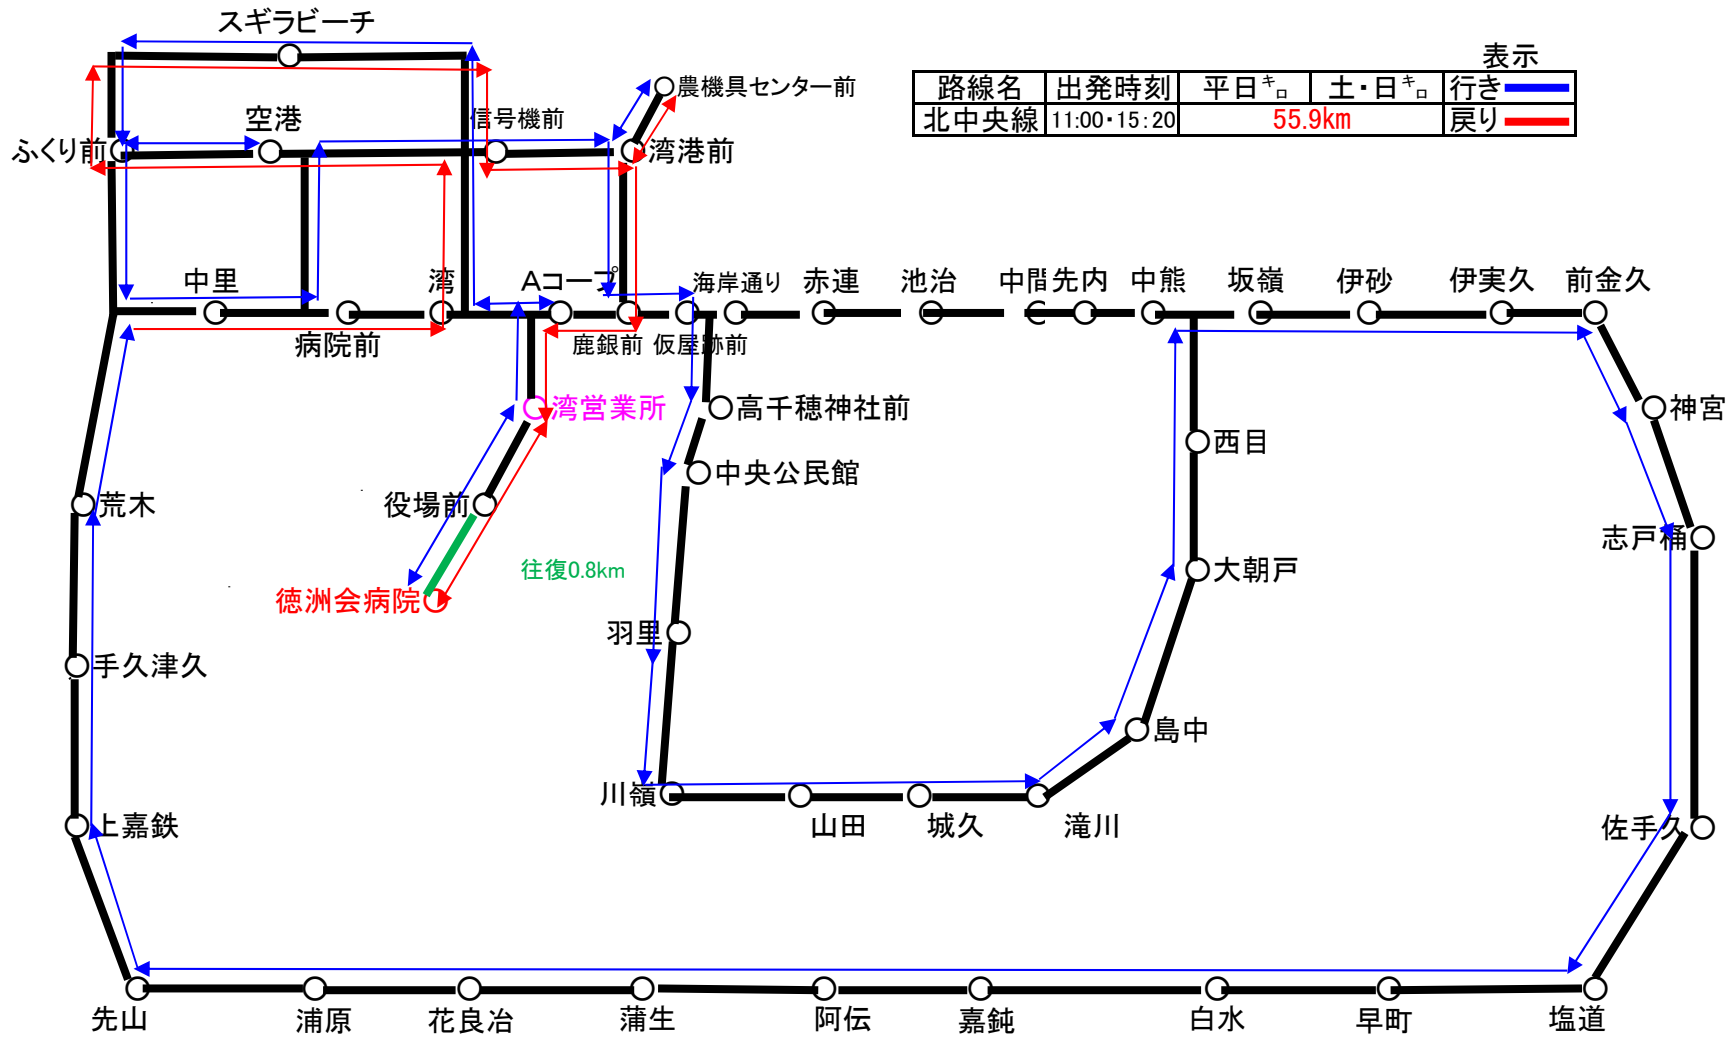 スギラビーチ
表示
路線名 出発時刻 平日㌔ 土・日㌔ 行き
北中央線 11:00・15:20 55.9km 戻り
農機具センター前
空港
信号機前
ふくり前
湾港前
中里
湾
Aコープ
海岸通り
赤連
池治
中間
先内
中熊
坂嶺
伊砂
伊実久
前金久
病院前
鹿銀前
仮屋跡前
湾営業所
高千穂神社前
神宮
西目
中央公民館
荒木
役場前
志戸桶
往復0.8km
大朝戸
徳洲会病院
羽里
手久津久
島中
川嶺
上嘉鉄
山田
城久
滝川
佐手久
先山
浦原
花良治
蒲生
阿伝
嘉鈍
白水
早町
塩道